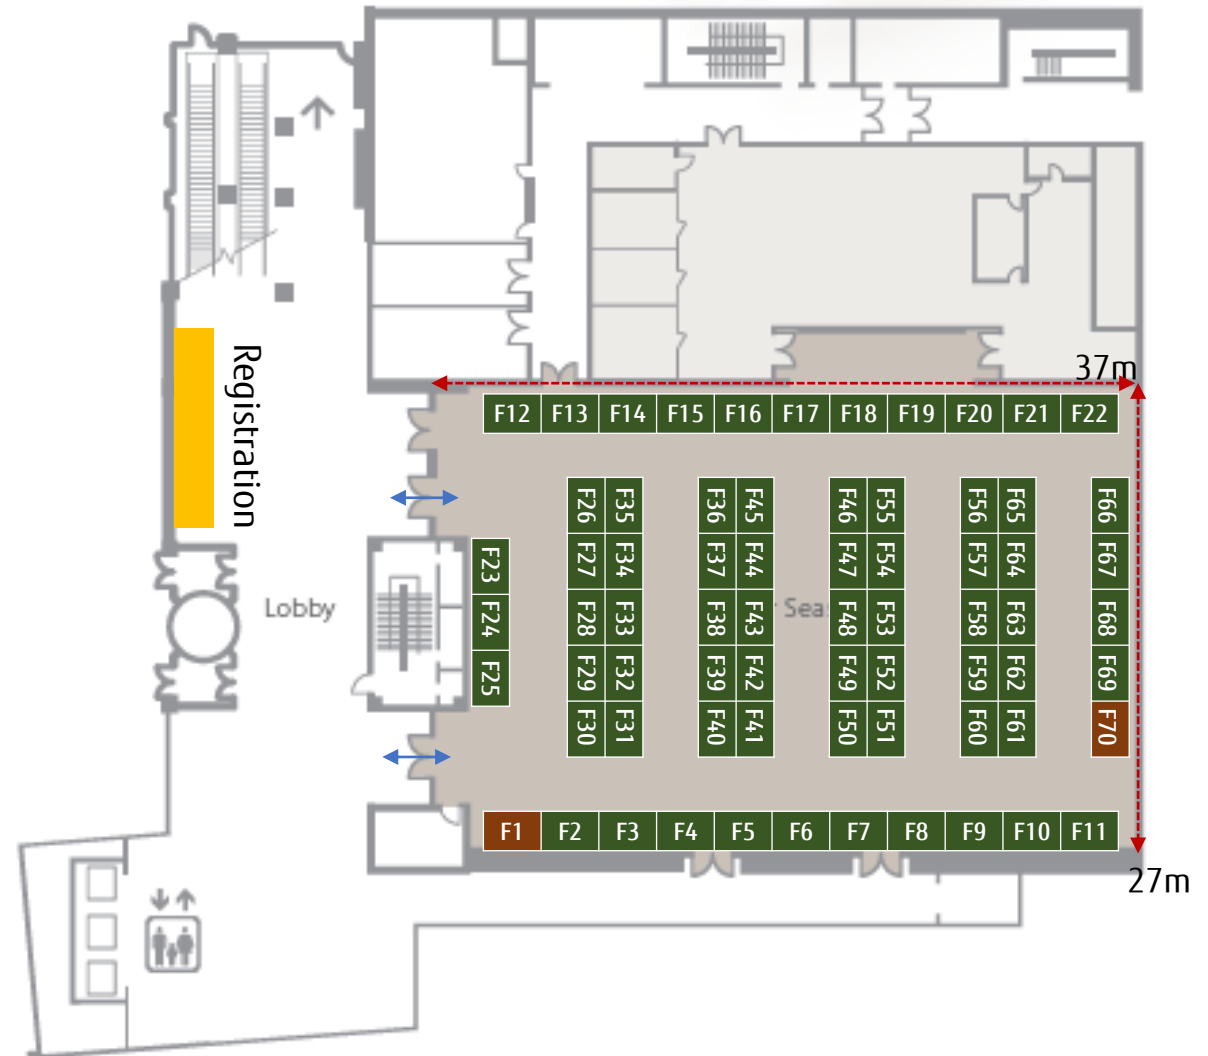 37m
F12 F13 F14 F15 F16 F17 F18 F19 F20 F21 F22
Registration
F26 F35 F36 F45 F46 F55 F56 F65 F66
F23 F27 F34 F37 F44 F47 F54 F57 F64 F67
Lobby
F24 F28 F33 F38 F43 F48 F53 F58 F63 F68
F25 F29 F32 F39 F42 F49 F52 F59 F62 F69
F30 F31 F40 F41 F50 F51 F60 F61 F70
F1 F2 F3 F4 F5 F6 F7 F8 F9 F10 F11
27m